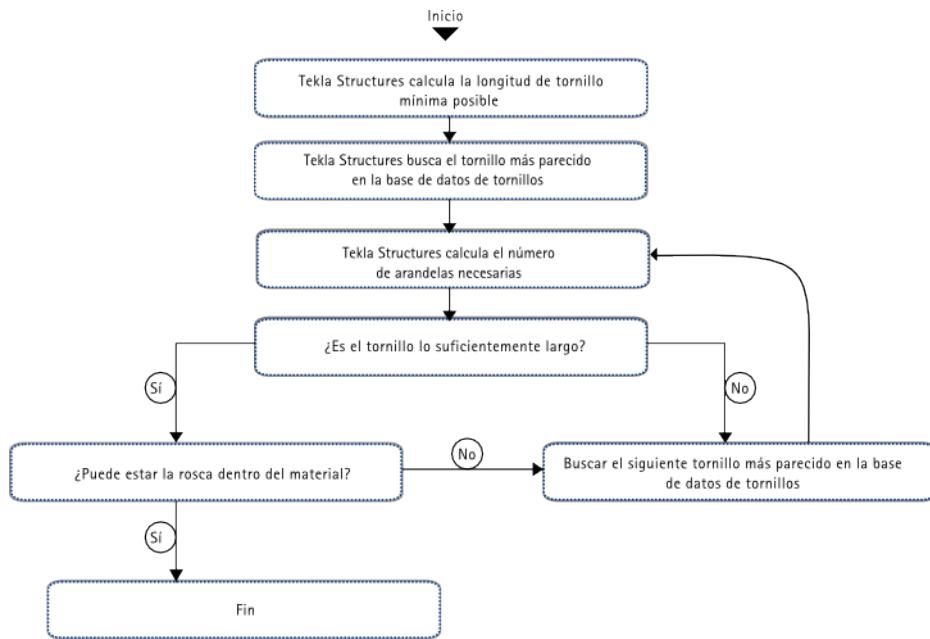 Inicio
Tekla Structures calcula la longitud de tornillo
mínima posible
Tekla Structures busca el tornillo más parecido
en la base de datos de tornillos
Tekla Structures calcula el número
de arandelas necesarias
¿Es el tornillo lo suficientemente largo?
Sí
No
¿Puede estar la rosca dentro del material?
No
Buscar el siguiente tornillo más parecido en la base
de datos de tornillos
Sí
Fin